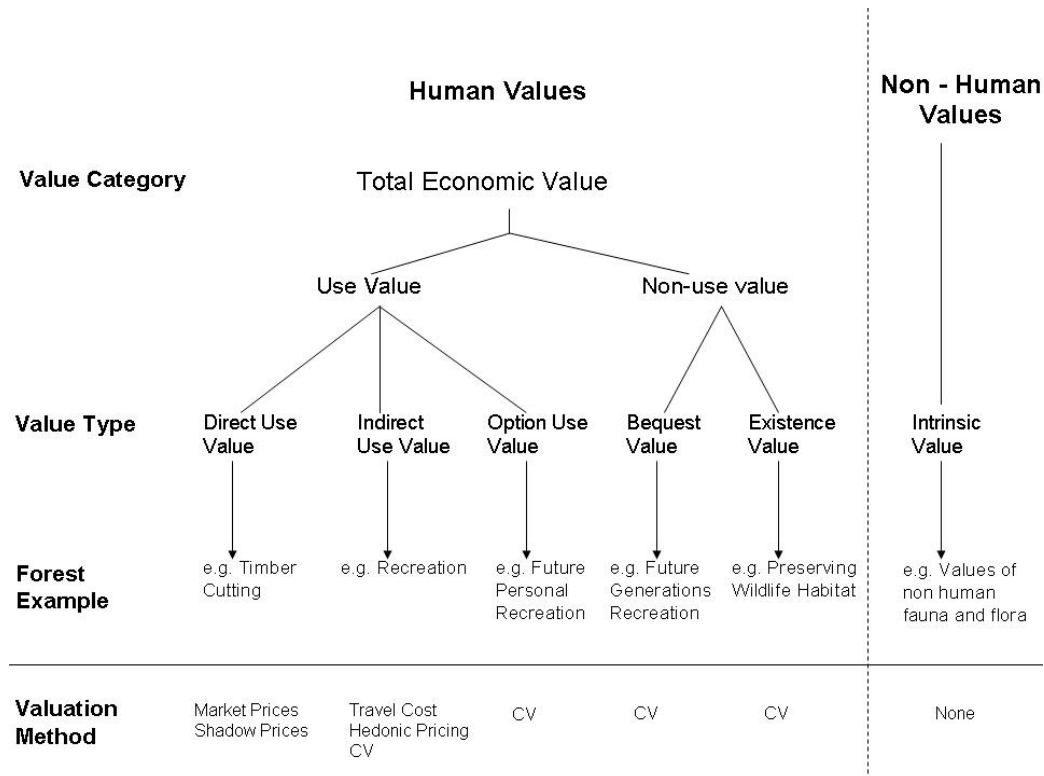 Human Values
Non - Human
Values
Value Category
Total Economic Value
Use Value
Non-use value
Value Type
Direct Use
Value
Indirect
Use Value
Option Use
Value
Bequest
Value
Existence
Value
Intrinsic
Value
Forest
Example
e.g. Timber
Cutting
e.g. Recreation
e.g. Future
Personal
Recreation
e.g. Future
Generations
Recreation
e.g. Preserving
Wildlife Habitat
e.g. Values of
non human
fauna and flora
Valuation
Method
Market Prices
Shadow Prices
Travel Cost
Hedonic Pricing
CV
CV
CV
CV
None